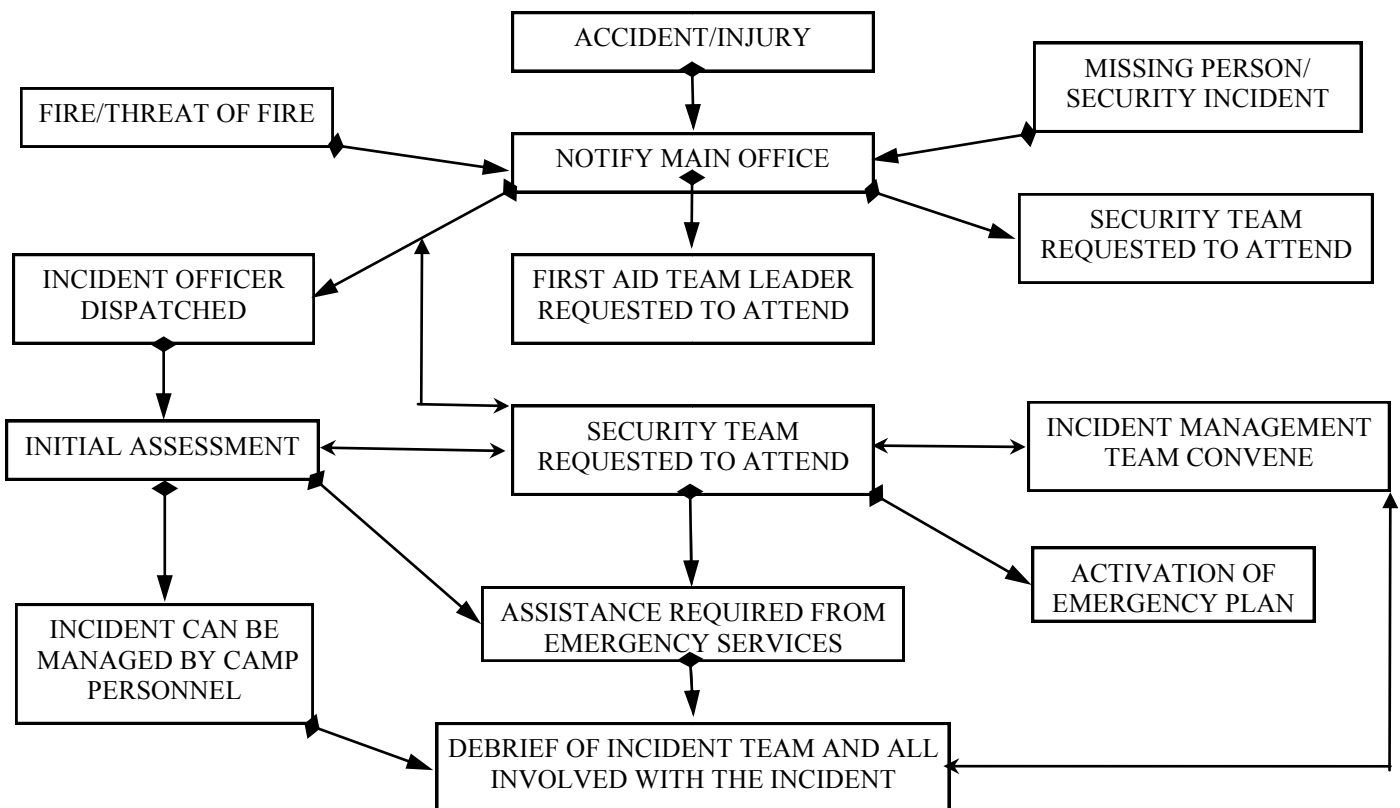 ACCIDENT/INJURY
MISSING PERSON/
SECURITY INCIDENT
FIRE/THREAT OF FIRE
NOTIFY MAIN OFFICE
SECURITY TEAM
REQUESTED TO ATTEND
INCIDENT OFFICER
DISPATCHED
FIRST AID TEAM LEADER
REQUESTED TO ATTEND
INITIAL ASSESSMENT
SECURITY TEAM
REQUESTED TO ATTEND
INCIDENT MANAGEMENT
TEAM CONVENE
ACTIVATION OF
EMERGENCY PLAN
INCIDENT CAN BE
MANAGED BY CAMP
PERSONNEL
ASSISTANCE REQUIRED FROM
EMERGENCY SERVICES
DEBRIEF OF INCIDENT TEAM AND ALL
INVOLVED WITH THE INCIDENT